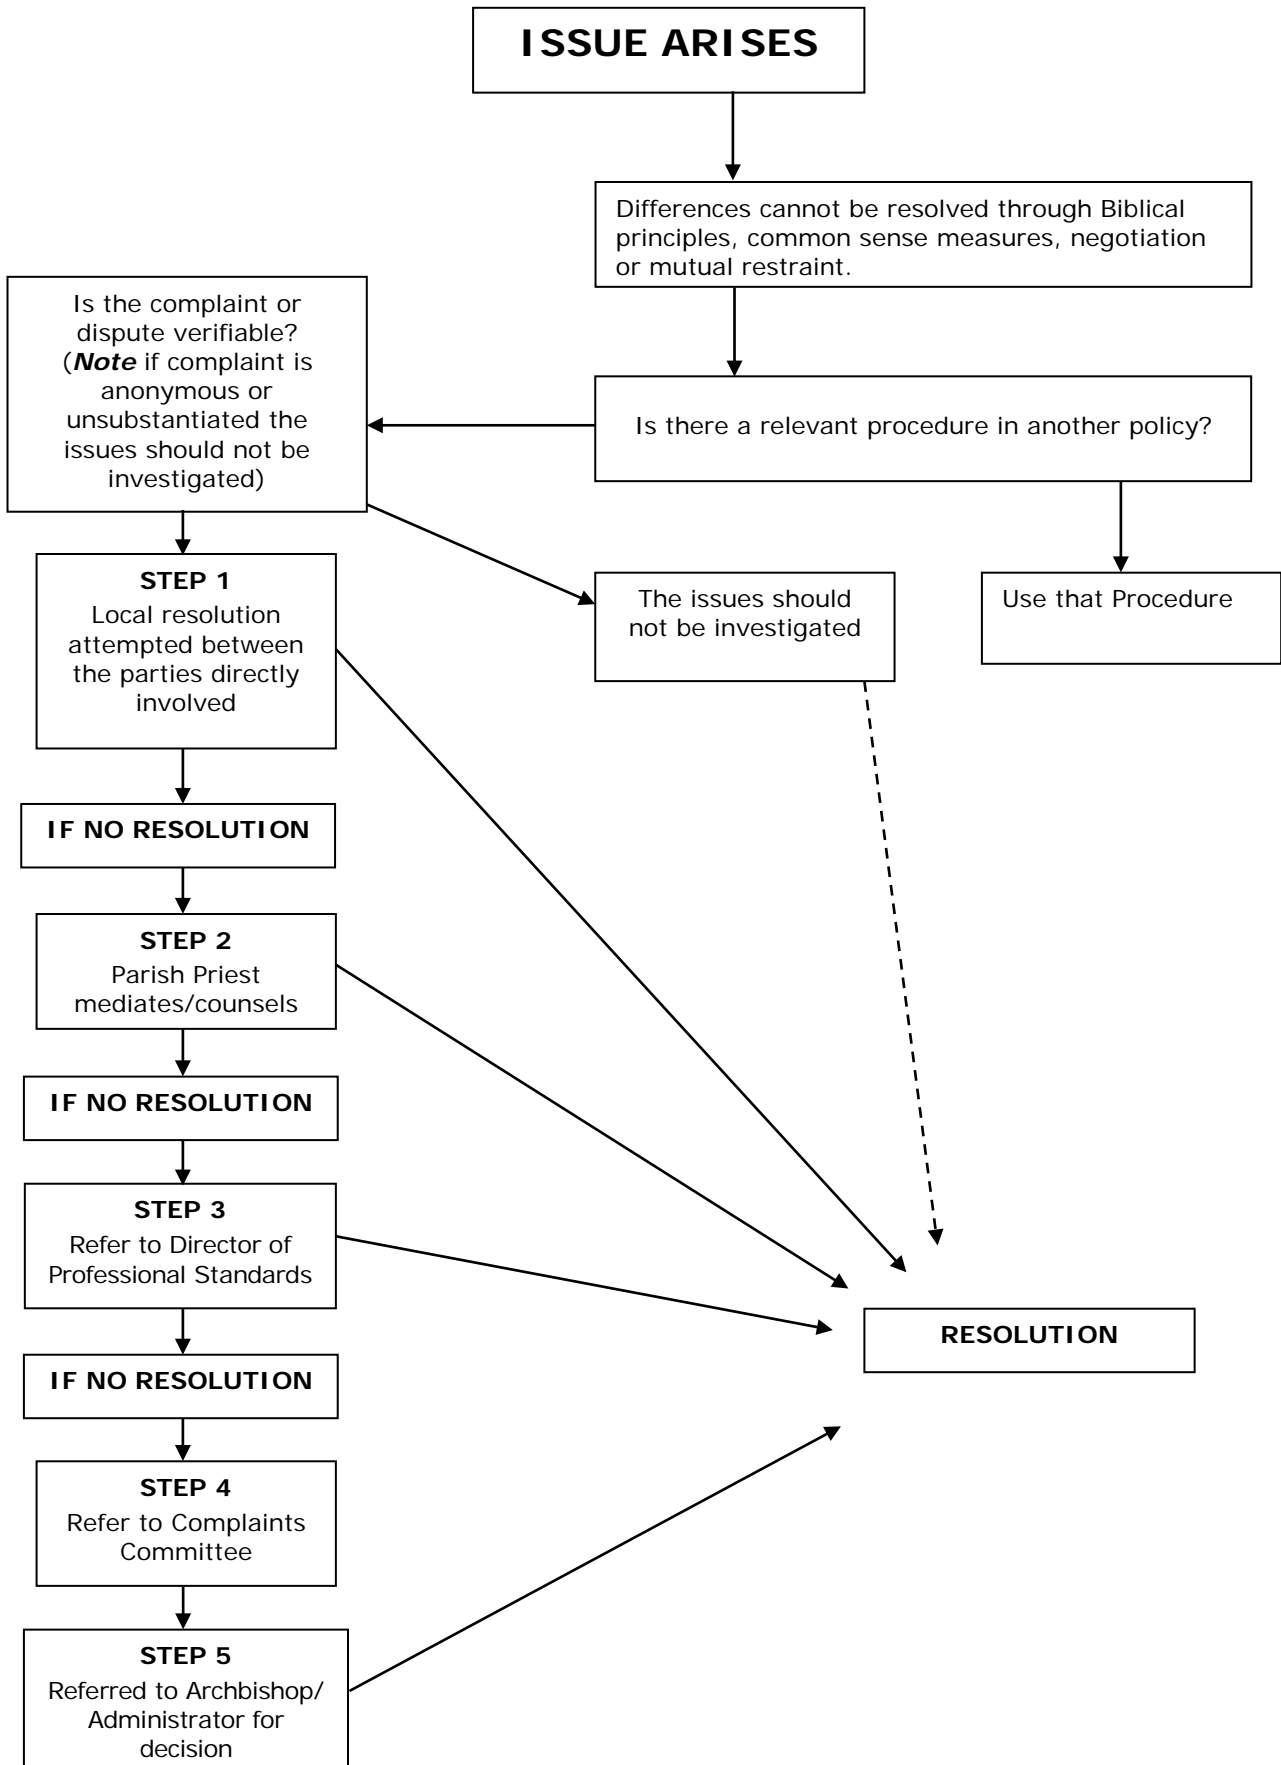 ISSUE ARISES
Differences cannot be resolved through Biblical
principles, common sense measures, negotiation
or mutual restraint.
Is the complaint or
dispute verifiable?
(Note if complaint is
anonymous or
unsubstantiated the
issues should not be
investigated)
Is there a relevant procedure in another policy?
STEP 1
Local resolution
attempted between
the parties directly
involved
The issues should
not be investigated
Use that Procedure
IF NO RESOLUTION
STEP 2
Parish Priest
mediates/counsels
IF NO RESOLUTION
STEP 3
Refer to Director of
Professional Standards
RESOLUTION
IF NO RESOLUTION
STEP 4
Refer to Complaints
Committee
STEP 5
Referred to Archbishop/
Administrator for
decision